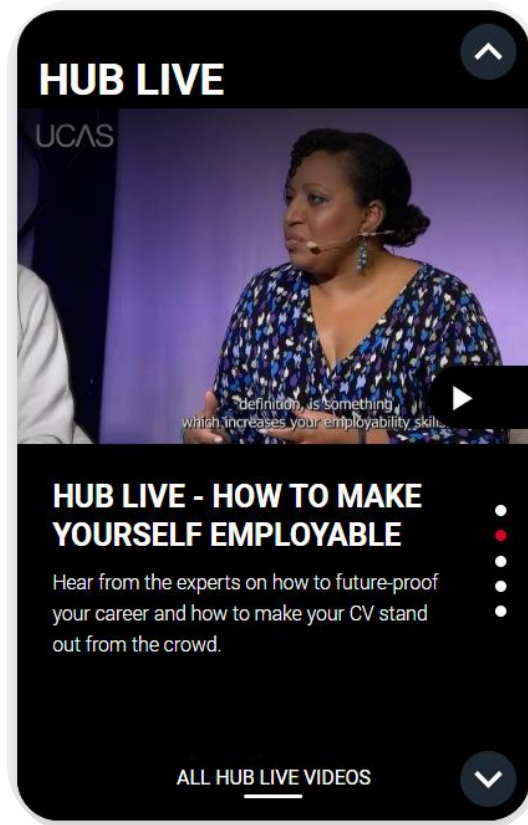 HUB LIVE
UCAS
definition, is something
which increases your employability skills
HUB LIVE - HOW TO MAKE
YOURSELF EMPLOYABLE
Hear from the experts on how to future-proof
your career and how to make your CV stand
out from the crowd.
ALL HUB LIVE VIDEOS